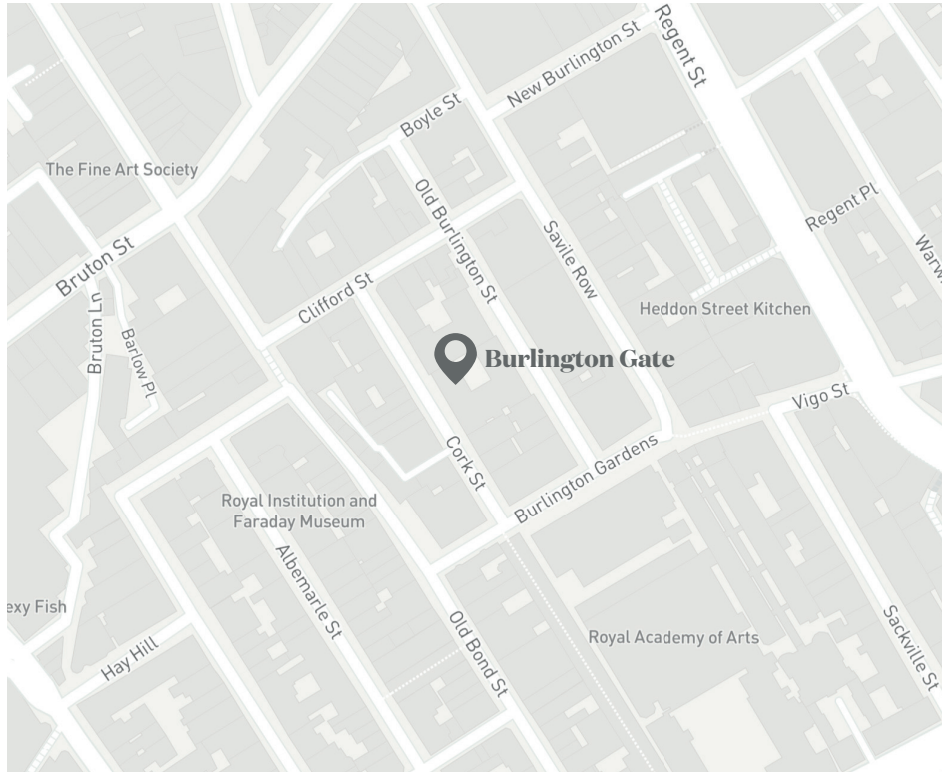 Regent St
New Burlington St
Boyle St
The Fine Art Society
Old Burlington St
Regent Pl
Savile Row
Bruton St
Clifford St
Bruton Ln
Heddon Street Kitchen
Barlow Pl
Burlington Gate
Vigo St
Cork St
Burlington Gardens
Royal Institution and
Faraday Museum
Albemarle St
exy Fish
Old Bond St
Royal Academy of Arts
Sackville St
Hay Hill